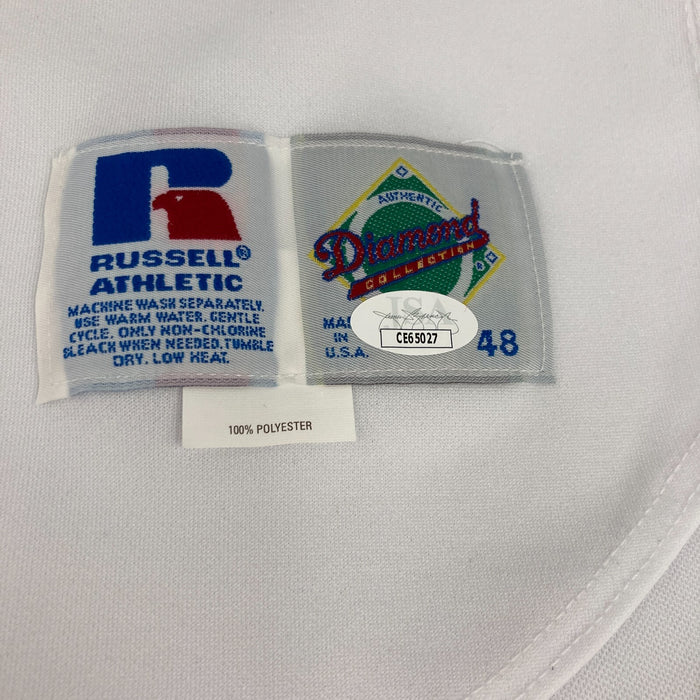 R
RUSSELL®
ATHLETIC
MACHINE WASH SEPARATELY.
USE WARM WATER. GENTLE
CYCLE. ONLY NON-CHLORINE
BLEACH WHEN NEEDED. TUMBLE
DRY. LOW HEAT.
AUTHENTIC
Diamond
COLLECTION
IN
U.S.A.
JSA
CE65027
48
100% POLYESTER